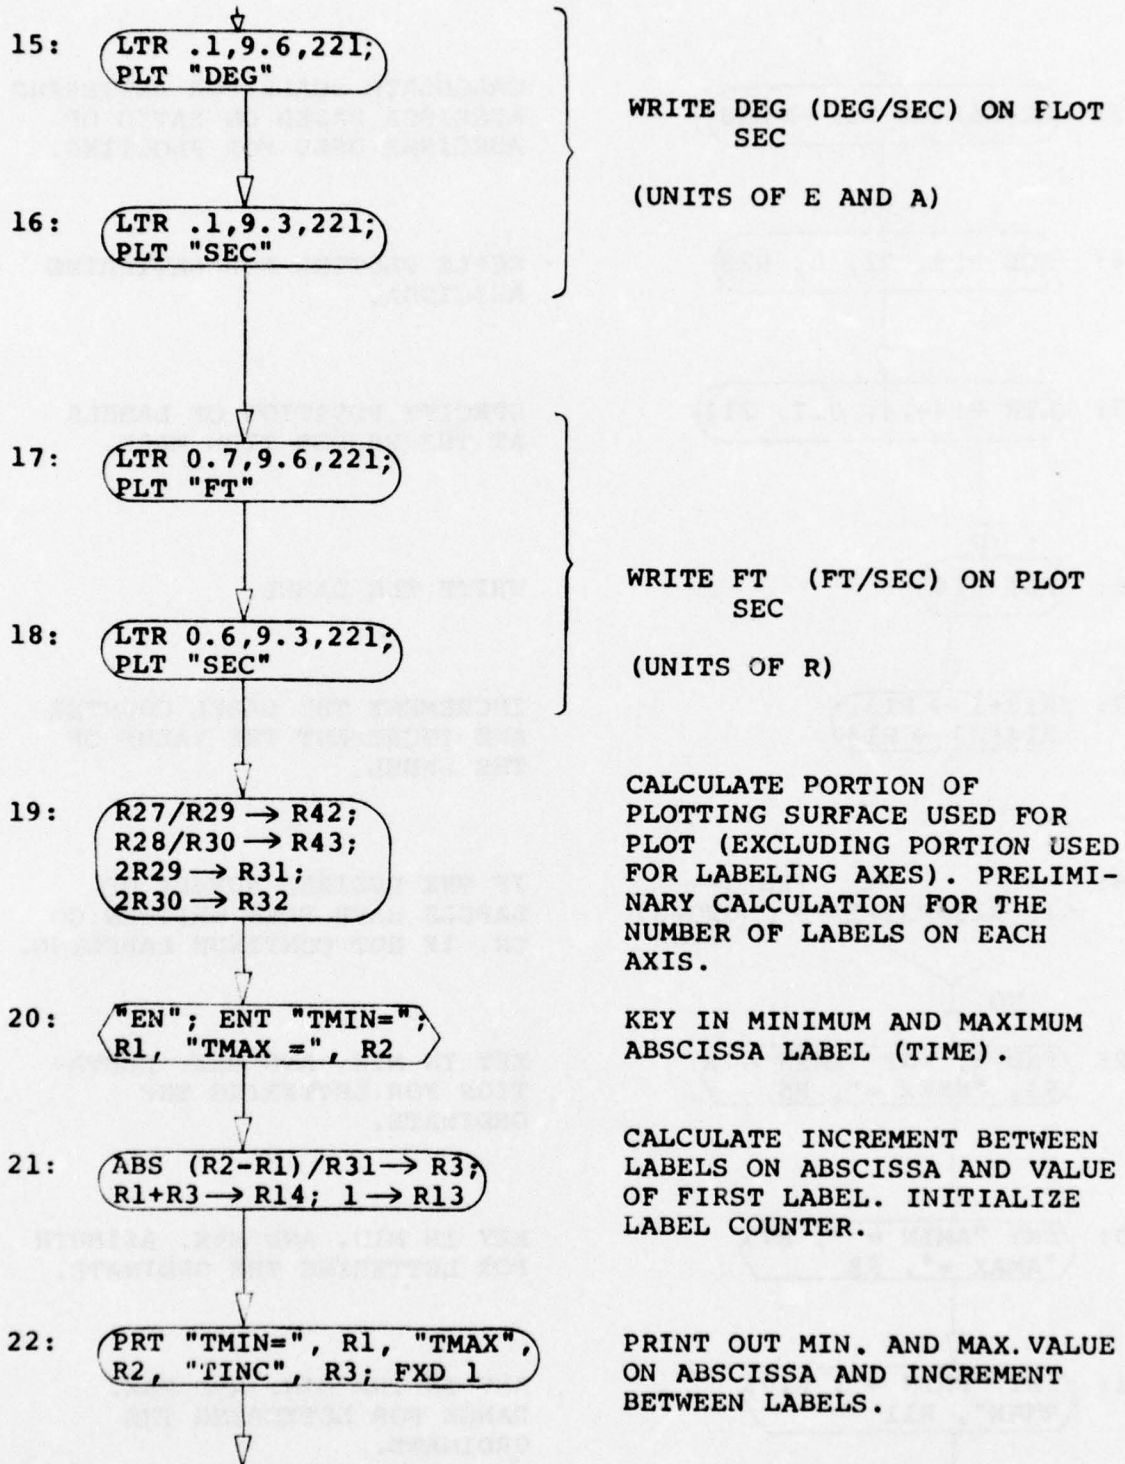 15: LTR .1,9.6,221;
PLT "DEG"
WRITE DEG (DEG/SEC) ON PLOT
SEC
(UNITS OF E AND A)
16: LTR .1,9.3,221;
PLT "SEC"
17: LTR 0.7,9.6,221;
PLT "FT"
WRITE FT (FT/SEC) ON PLOT
SEC
(UNITS OF R)
18: LTR 0.6,9.3,221;
PLT "SEC"
19: R27/R29 → R42;
R28/R30 → R43;
2R29 → R31;
2R30 → R32
CALCULATE PORTION OF
PLOTTING SURFACE USED FOR
PLOT (EXCLUDING PORTION USED
FOR LABELING AXES). PRELIMI-
NARY CALCULATION FOR THE
NUMBER OF LABELS ON EACH
AXIS.
20: "EN"; ENT "TMIN=";
R1, "TMAX =", R2
KEY IN MINIMUM AND MAXIMUM
ABSCISSA LABEL (TIME).
21: ABS (R2-R1)/R31 → R3;
R1+R3 → R14; 1 → R13
CALCULATE INCREMENT BETWEEN
LABELS ON ABSCISSA AND VALUE
OF FIRST LABEL. INITIALIZE
LABEL COUNTER.
22: PRT "TMIN=", R1, "TMAX",
R2, "TINC", R3; FXD 1
PRINT OUT MIN. AND MAX. VALUE
ON ABSCISSA AND INCREMENT
BETWEEN LABELS.